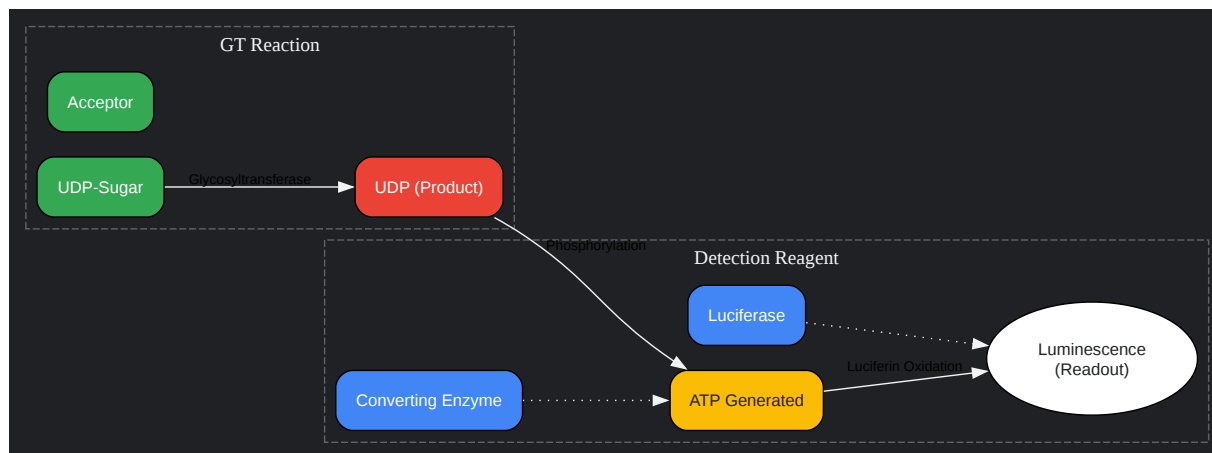 GT Reaction
Acceptor
UDP-Sugar
Glycosyltransferase
UDP (Product)
Phosphorylation
Detection Reagent
Luciferase
Luminescence
(Readout)
Luciferin Oxidation
Converting Enzyme
ATP Generated